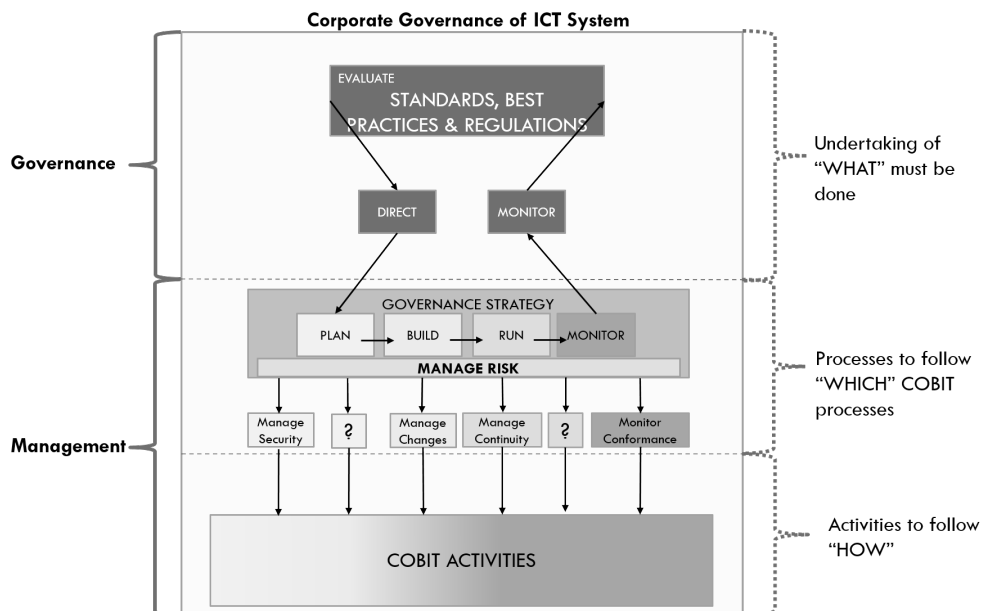 Corporate Governance of ICT System
EVALUATE
STANDARDS, BEST
PRACTICES & REGULATIONS
Governance
Undertaking of
“WHAT” must be
done
DIRECT
MONITOR
GOVERNANCE STRATEGY
PLAN
BUILD
RUN
MONITOR
MANAGE RISK
Processes to follow
“WHICH” COBIT
processes
Management
Manage
Security
?
Manage
Changes
Manage
Continuity
?
Monitor
Conformance
Activities to follow
“HOW”
COBIT ACTIVITIES